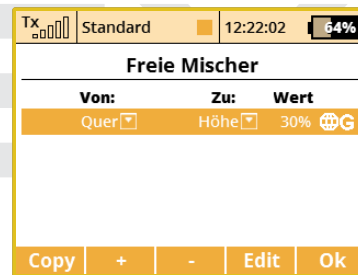 Tx Standard 12:22:02 64%
Freie Mischer
Von: Zu: Wert
Quer Höhe 30% G
Copy + - Edit Ok